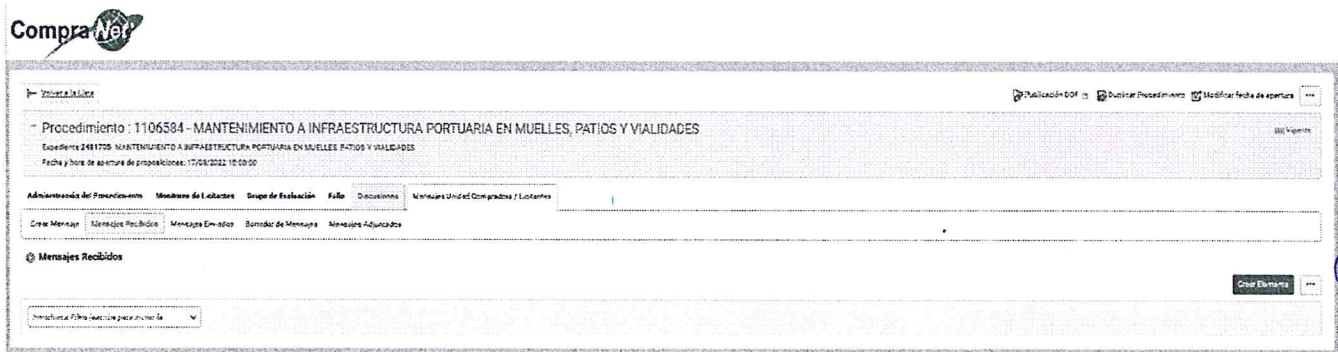 CompraNet
Volver a la Lista
Publicación DOF Duplicar Procedimiento Modificar fecha de apertura ...
Procedimiento : 1106584 - MANTENIMIENTO A INFRAESTRUCTURA PORTUARIA EN MUELLES, PATIOS Y VIALIDADES
Vigente
Expediente 2481705- MANTENIMIENTO A INFRAESTRUCTURA PORTUARIA EN MUELLES, PATIOS Y VIALIDADES
Fecha y hora de apertura de proposiciones: 17/08/2022 10:00:00
Administración del Procedimiento Monitoreo de Licitantes Grupo de Evaluación Fallo Discusiones Mensajes Unidad Compradora / Licitantes
Crear Mensaje Mensajes Recibidos Mensajes Enviados Borrador de Mensajes Mensajes Adjuntados
Mensajes Recibidos
Crear Elemento ...
Introduzca Filtro